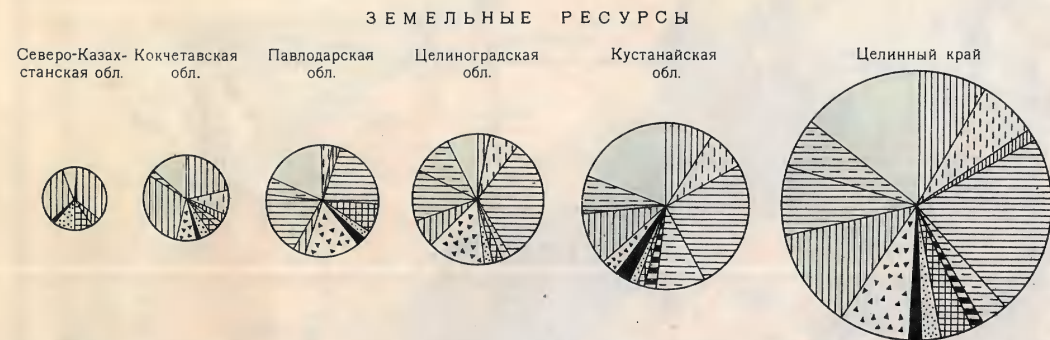 ЗЕМЕЛЬНЫЕ РЕСУРСЫ
Северо-Казах-
станская обл.
Кокчетавская
обл.
Павлодарская
обл.
Целиноградская
обл.
Кустанайская
обл.
Целинный край